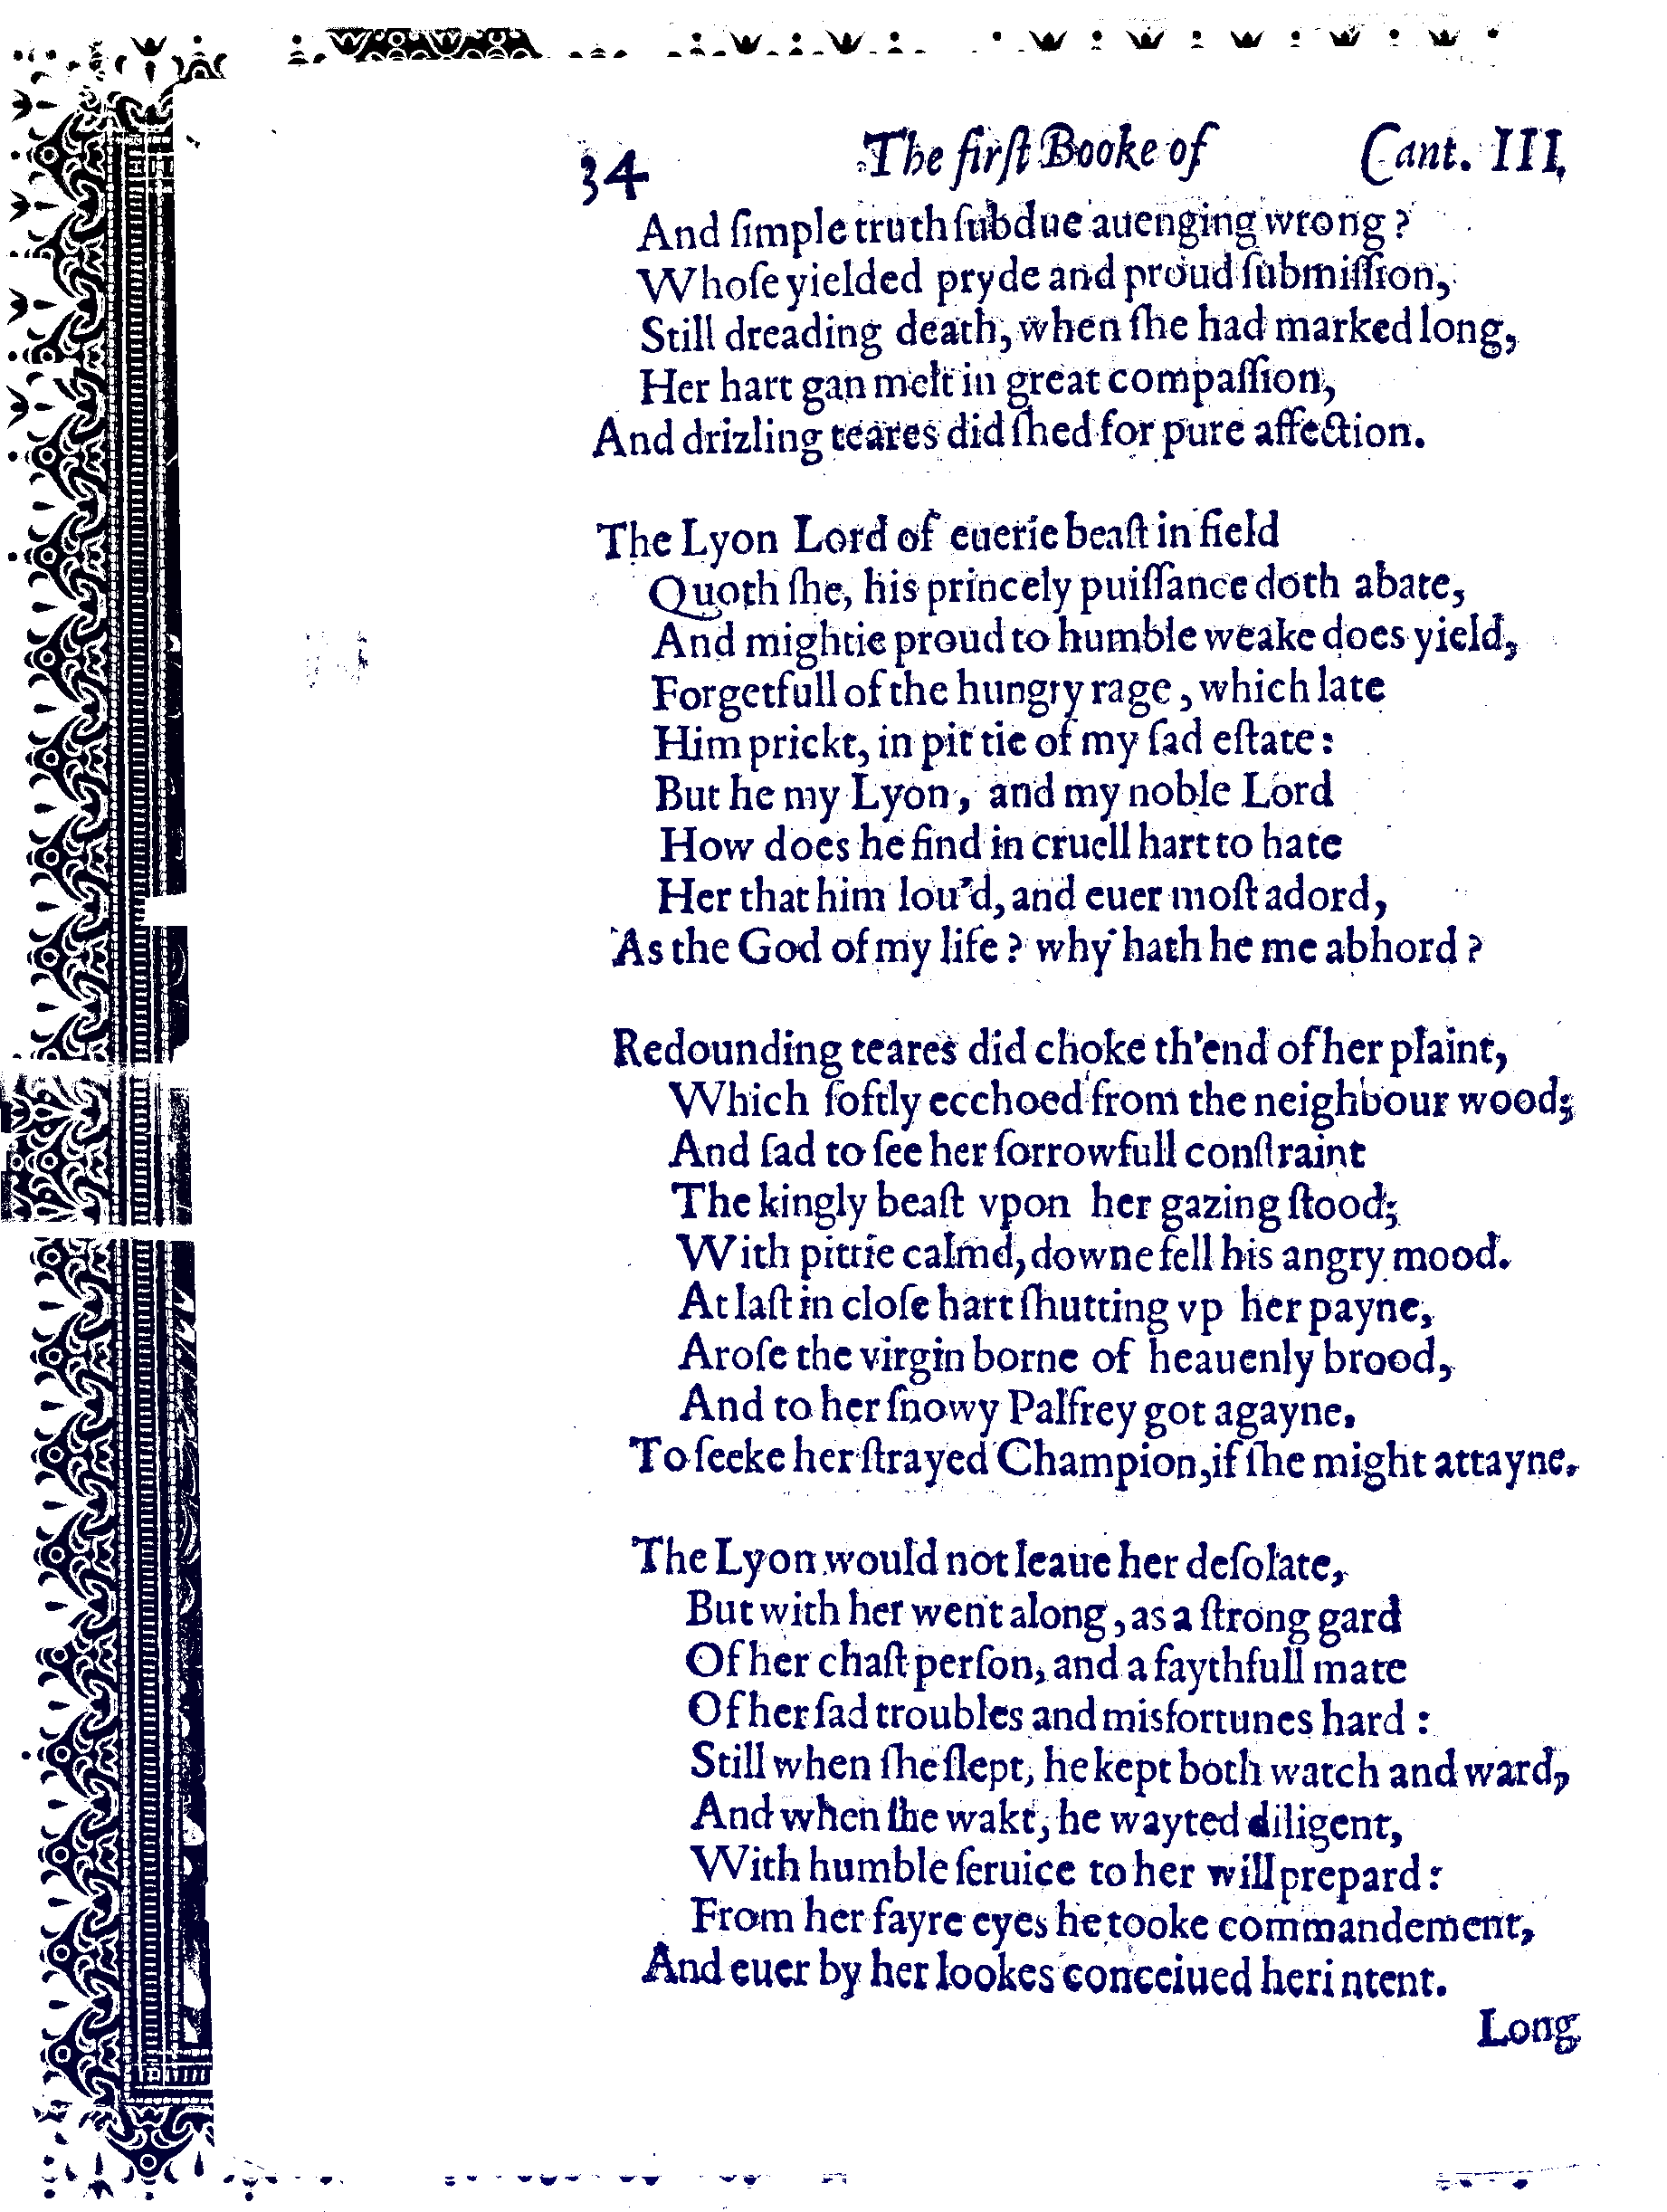 34 The firſt Booke of Cant. III.
And ſimple truth ſubdue auenging wrong?
Whoſe yielded pryde and proud ſubmiſſion,
Still dreading death, when ſhe had marked long,
Her hart gan melt in great compaſſion,
And drizling teares did ſhed for pure affection.
The Lyon Lord of euerie beaſt in field
Quoth ſhe, his princely puiſſance doth abate,
And mightie proud to humble weake does yield,
Forgetfull of the hungry rage, which late
Him prickt, in pittie of my ſad eſtate:
But he my Lyon, and my noble Lord
How does he find in cruell hart to hate
Her that him lou'd, and euer moſt adord,
As the God of my life? why hath he me abhord?
Redounding teares did choke th'end of her plaint,
Which ſoftly ecchoed from the neighbour wood;
And ſad to ſee her ſorrowfull conſtraint
The kingly beaſt vpon her gazing ſtood;
With pittie calmd, downe fell his angry mood.
At laſt in cloſe hart ſhutting vp her payne,
Aroſe the virgin borne of heauenly brood,
And to her ſnowy Palfrey got agayne,
To ſeeke her ſtrayed Champion, if ſhe might attayne.
The Lyon would not leaue her deſolate,
But with her went along, as a ſtrong gard
Of her chaſt perſon, and a faythfull mate
Of her ſad troubles and misfortunes hard:
Still when ſhe ſlept, he kept both watch and ward,
And when ſhe wakt, he wayted diligent,
With humble ſeruice to her will prepard:
From her fayre eyes he tooke commandement,
And euer by her lookes conceiued her intent.
Long